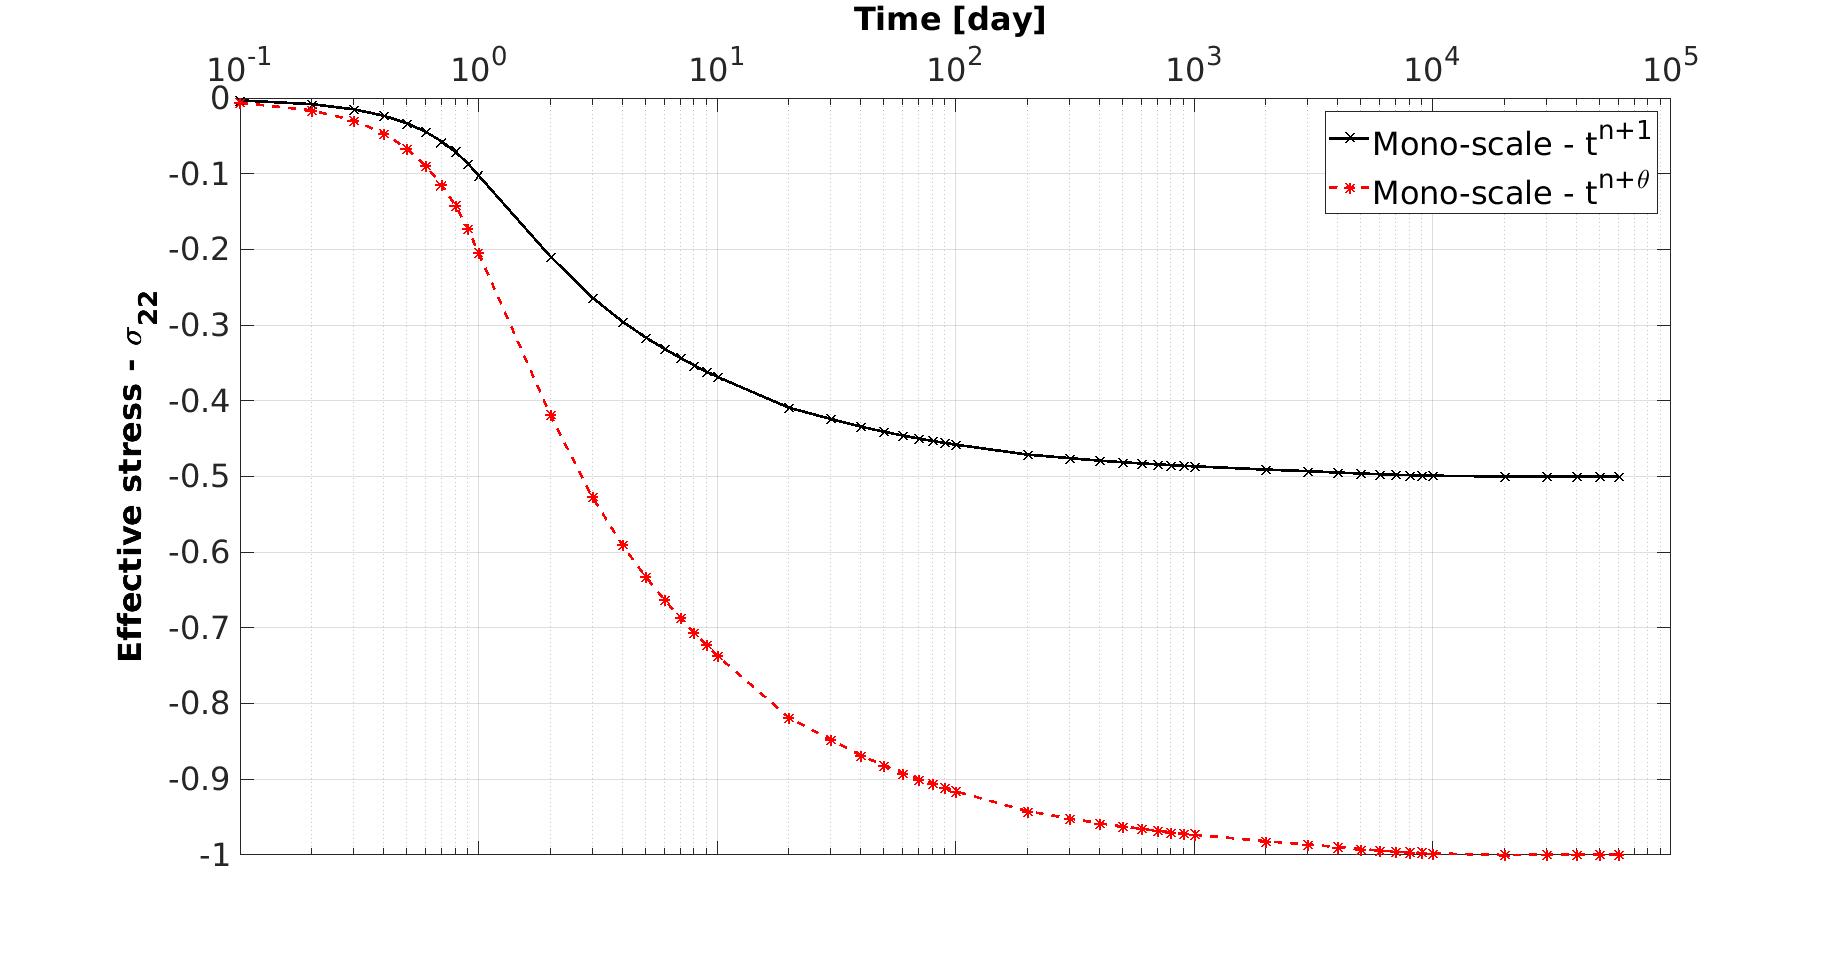 Time [day]
10^-1 10^0 10^1 10^2 10^3 10^4 10^5
0
-0.1
-0.2
-0.3
-0.4
-0.5
-0.6
-0.7
-0.8
-0.9
-1
Effective stress - σ_22
Mono-scale - t^n+1
Mono-scale - t^n+θ